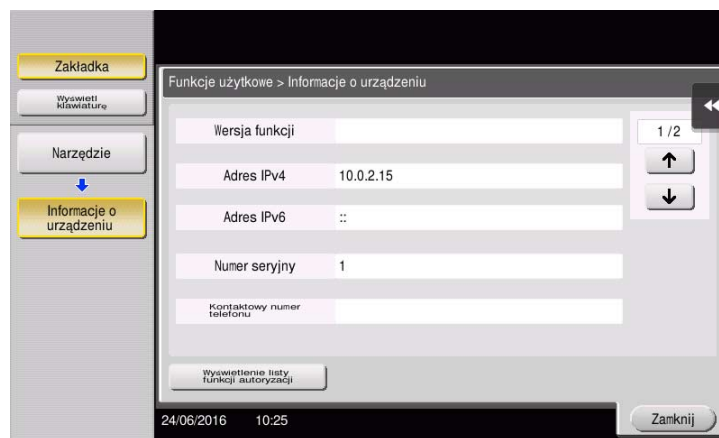 Zakładka
Wyświetl
klawiaturę
Narzędzie
Informacje o
urządzeniu
Funkcje użytkowe > Informacje o urządzeniu
Wersja funkcji
1 / 2
Adres IPv4 10.0.2.15
Adres IPv6 ::
Numer seryjny 1
Kontaktowy numer
telefonu
Wyświetlenie listy
funkcji autoryzacji
24/06/2016 10:25
Zamknij